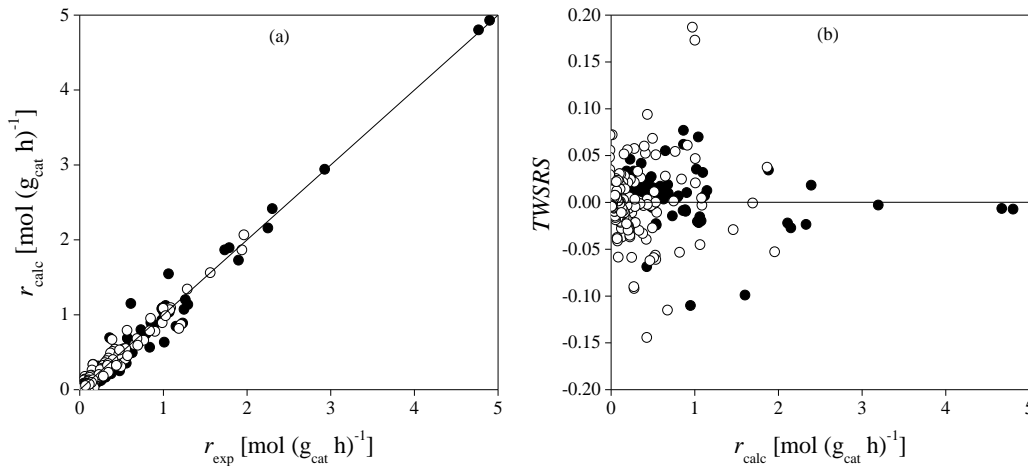 (a)
5
4
3
2
1
0
r_calc [mol (g_cat h)^-1]
0 1 2 3 4 5
r_exp [mol (g_cat h)^-1]
(b)
0.20
0.15
0.10
0.05
0.00
-0.05
-0.10
-0.15
-0.20
TWSRS
0 1 2 3 4 5
r_calc [mol (g_cat h)^-1]